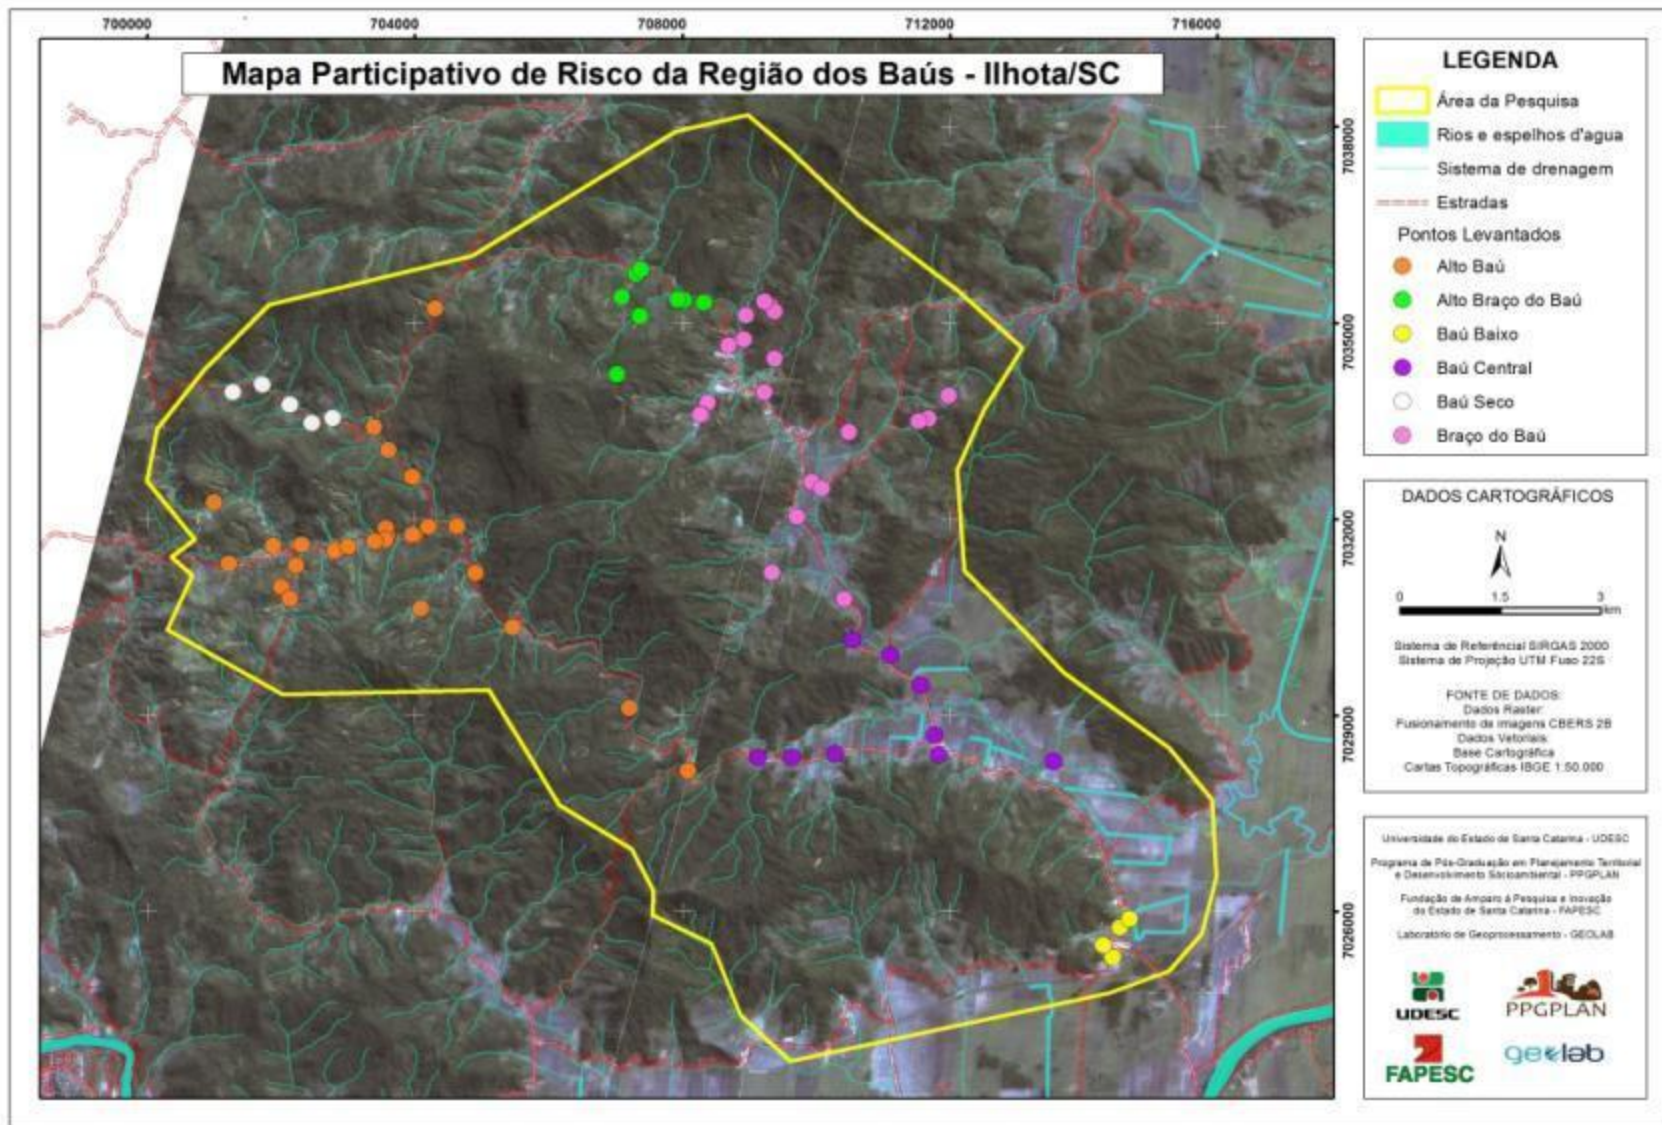 700000 704000 708000 712000 716000
Mapa Participativo de Risco da Região dos Baús - Ilhota/SC
7038000
7035000
7032000
7029000
7026000
LEGENDA
Área da Pesquisa
Rios e espelhos d'agua
Sistema de drenagem
Estradas
Pontos Levantados
Alto Baú
Alto Braço do Baú
Baú Baixo
Baú Central
Baú Seco
Braço do Baú
DADOS CARTOGRÁFICOS
N
0 1.5 3
km
Sistema de Referêncial SIRGAS 2000
Sistema de Projeção UTM Fuso 22S
FONTE DE DADOS:
Dados Raster:
Fusionamento de imagens CBERS 2B
Dados Vetoriais:
Base Cartográfica
Cartas Topográficas IBGE 1:50.000
Universidade do Estado de Santa Catarina - UDESC
Programa de Pós-Graduação em Planejamento Territorial
e Desenvolvimento Sócioambiental - PPGPLAN
Fundação de Amparo à Pesquisa e Inovação
do Estado de Santa Catarina - FAPESC
Laboratório de Geoprocessamento - GEOLAB
UDESC
PPGPLAN
FAPESC
geolab